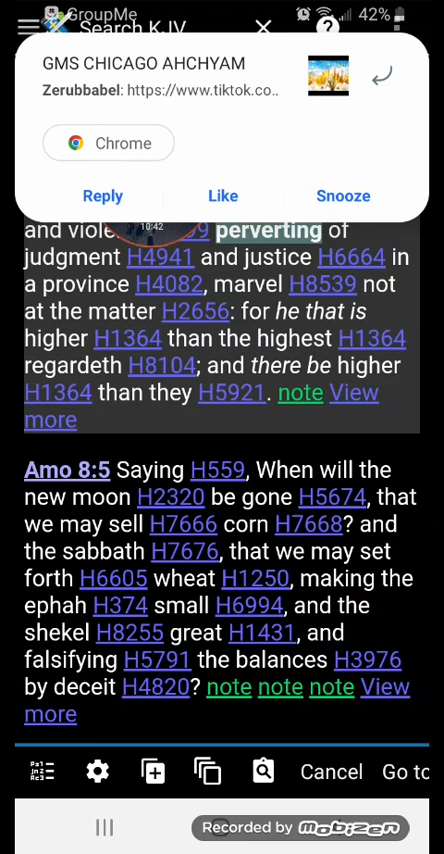 GroupMe 42%
Search KJV
GMS CHICAGO AHCHYAM
Zerubbabel: https://www.tiktok.co..
Chrome
Reply Like Snooze
10:42
perverting of
judgment H4941 and justice H6664 in
a province H4082, marvel H8539 not
at the matter H2656: for he that is
higher H1364 than the highest H1364
regardeth H8104; and there be higher
H1364 than they H5921. note View
more
Amo 8:5 Saying H559, When will the
new moon H2320 be gone H5674, that
we may sell H7666 corn H7668? and
the sabbath H7676, that we may set
forth H6605 wheat H1250, making the
ephah H374 small H6994, and the
shekel H8255 great H1431, and
falsifying H5791 the balances H3976
by deceit H4820? note note note View
more
Cancel Go to
Recorded by Mobizen